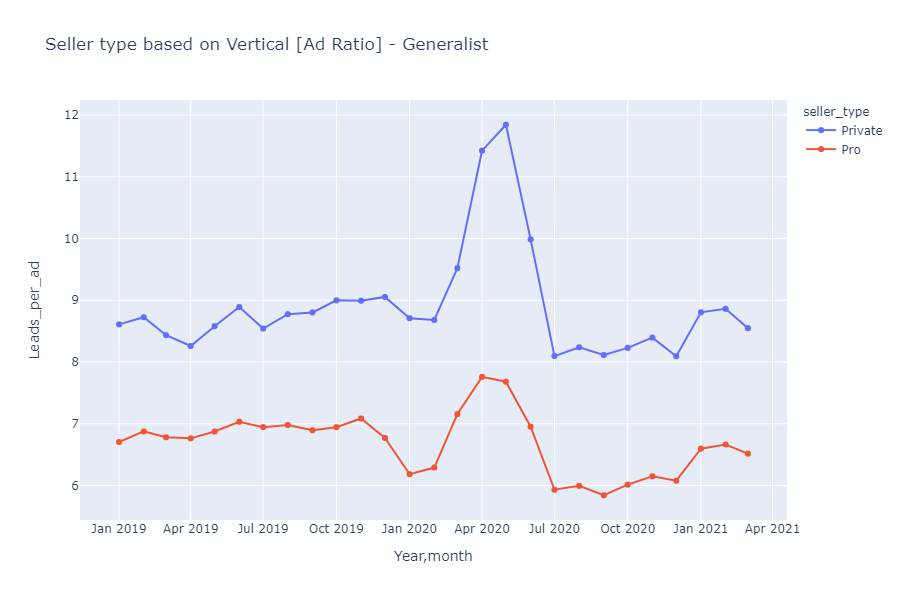 Seller type based on Vertical [Ad Ratio] - Generalist
seller_type
Private
Pro
12
11
10
9
8
7
6
Leads_per_ad
Jan 2019
Apr 2019
Jul 2019
Oct 2019
Jan 2020
Apr 2020
Jul 2020
Oct 2020
Jan 2021
Apr 2021
Year,month